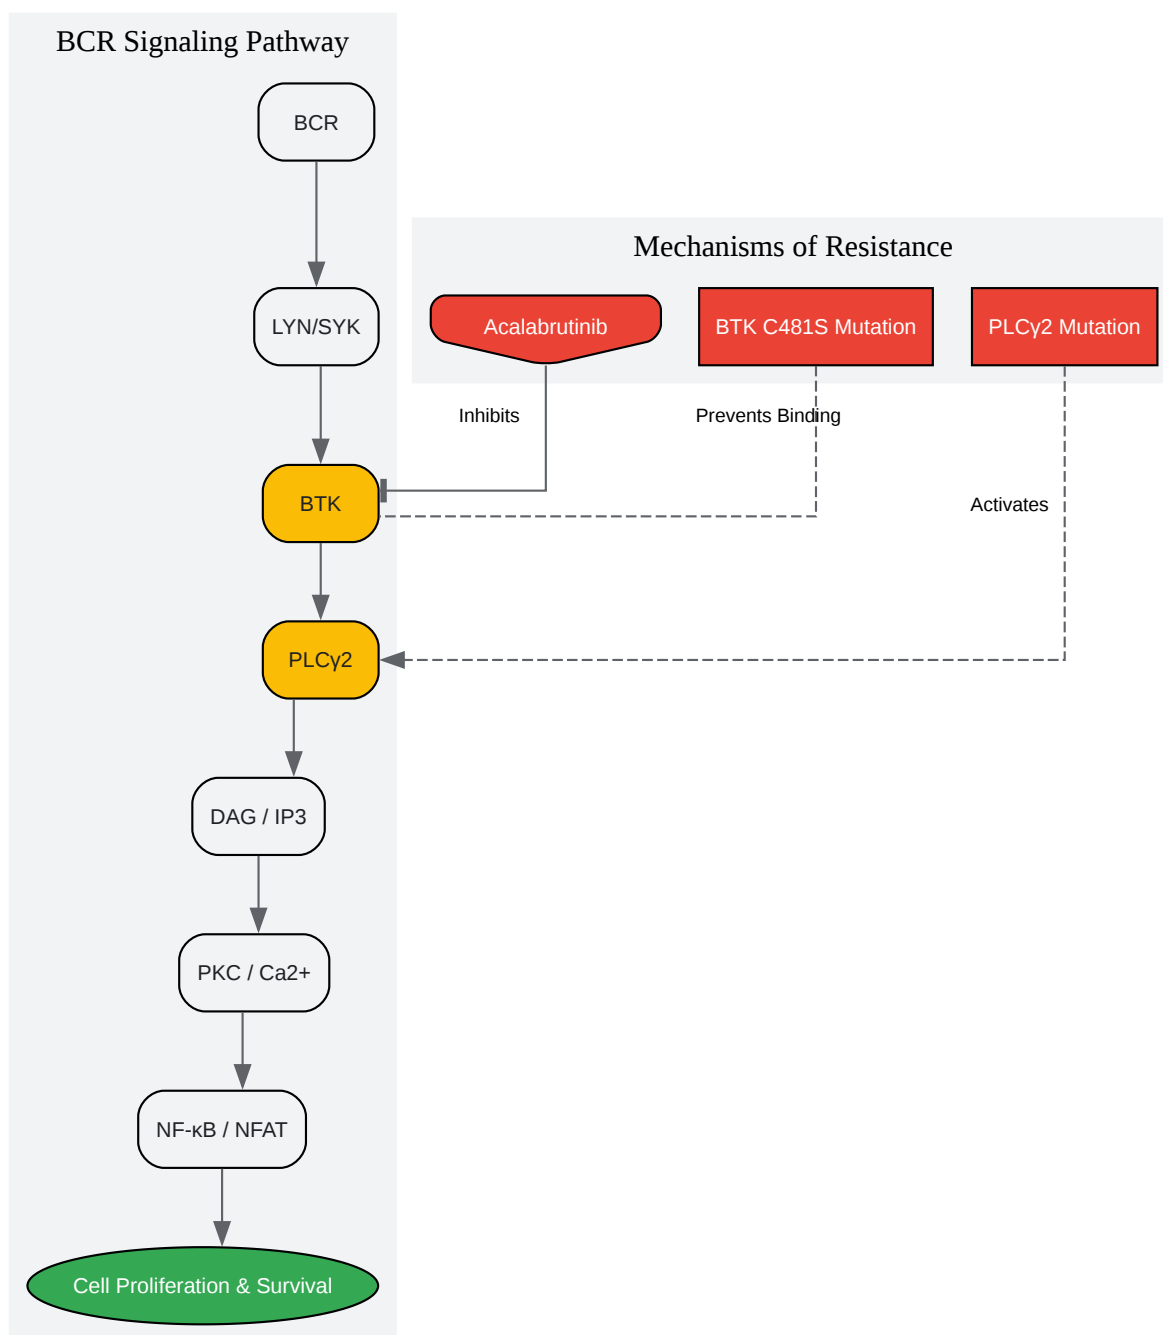 BCR Signaling Pathway
BCR
LYN/SYK
BTK
PLCγ2
DAG / IP3
PKC / Ca2+
NF-κB / NFAT
Cell Proliferation & Survival
Mechanisms of Resistance
Acalabrutinib
BTK C481S Mutation
PLCγ2 Mutation
Inhibits
Prevents Binding
Activates